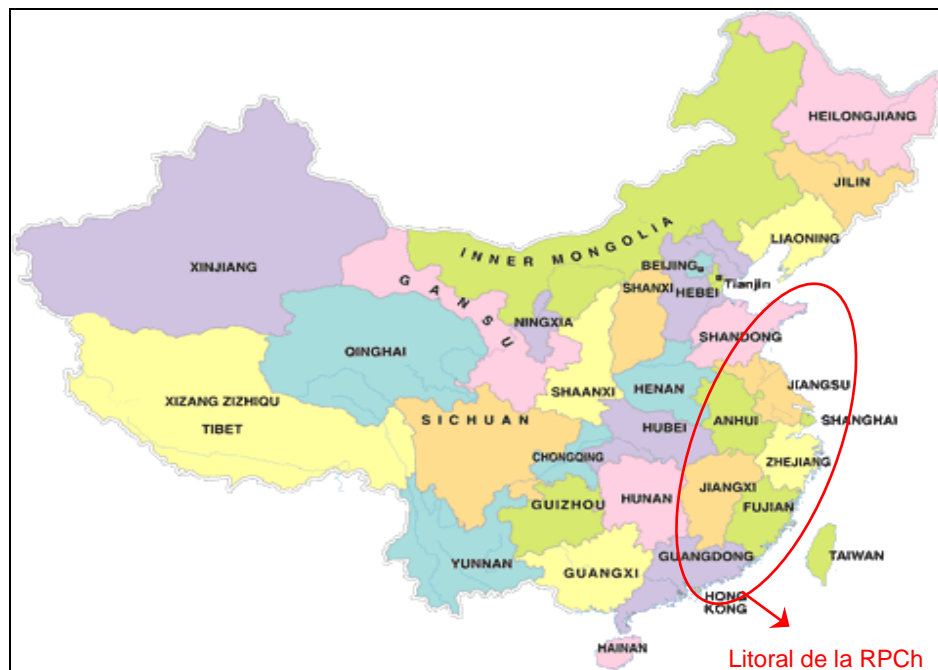 HEILONGJIANG
JILIN
LIAONING
INNER MONGOLIA
XINJIANG
GANSU
BEIJING
Tianjin
SHANXI
HEBEI
NINGXIA
SHANDONG
QINGHAI
SHAANXI
HENAN
JIANGSU
XIZANG ZIZHIQU
TIBET
SICHUAN
ANHUI
SHANGHAI
HUBEI
CHONGQING
ZHEJIANG
JIANGXI
HUNAN
GUIZHOU
FUJIAN
GUANGDONG
TAIWAN
YUNNAN
GUANGXI
HONG
KONG
HAINAN
Litoral de la RPCh